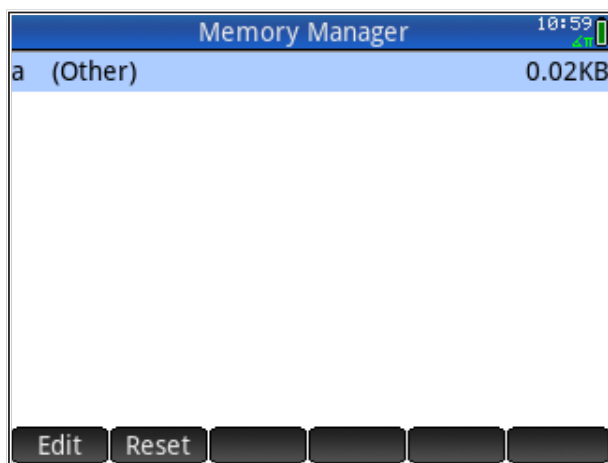 Memory Manager
10:59
∡π
a (Other) 0.02KB
Edit Reset